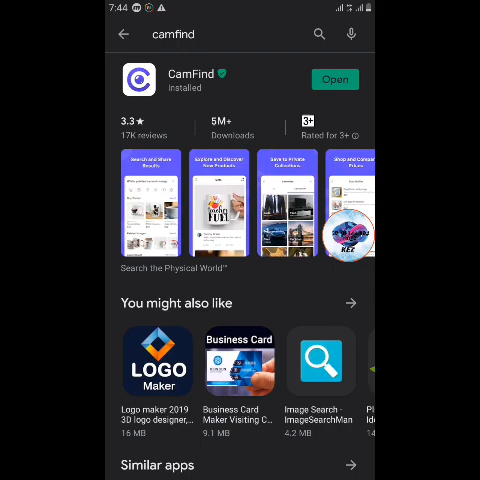 7:44
camfind
CamFind
Installed
Open
3.3★
17K reviews
5M+
Downloads
3+
Rated for 3+
Search and Share
Results
Explore and Discover
New Products
Save to Private
Collections
Shop and Compare
Prices
FUEL
KEZ
Search the Physical World™
You might also like
LOGO
Maker
Business Card
Logo maker 2019
3D logo designer,...
16 MB
Business Card
Maker Visiting C...
9.1 MB
Image Search -
ImageSearchMan
4.2 MB
Similar apps